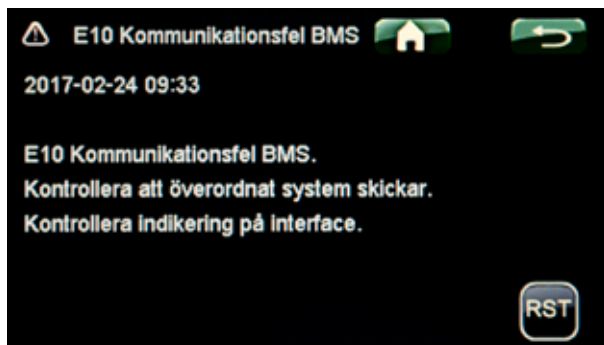 E10 Kommunikationsfel BMS
2017-02-24 09:33
E10 Kommunikationsfel BMS.
Kontrollera att överordnat system skickar.
Kontrollera indikering på interface.
RST